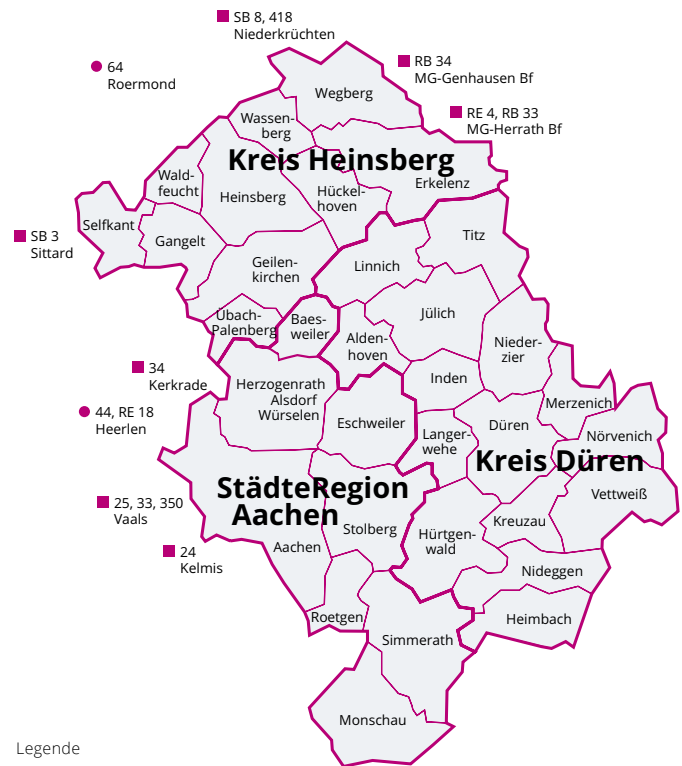 SB 8, 418
Niederkrüchten
64
Roermond
RB 34
MG-Genhausen Bf
Wegberg
RE 4, RB 33
MG-Herrath Bf
Wassen-
berg
Kreis Heinsberg
Wald-
feucht
Heinsberg
Hückel-
hoven
Erkelenz
Selfkant
SB 3
Sittard
Gangelt
Titz
Geilen-
kirchen
Linnich
Übach-
Palenberg
Baes-
weiler
Jülich
Alden-
hoven
Nieder-
zier
34
Kerkrade
Herzogenrath
Alsdorf
Würselen
Inden
44, RE 18
Heerlen
Merzenich
Eschweiler
Langer-
wehe
Düren
Nörvenich
Kreis Düren
StädteRegion
Aachen
Vettweiß
25, 33, 350
Vaals
Stolberg
Hürtgen-
wald
Kreuzau
24
Kelmis
Aachen
Nideggen
Roetgen
Heimbach
Simmerath
Monschau
Legende